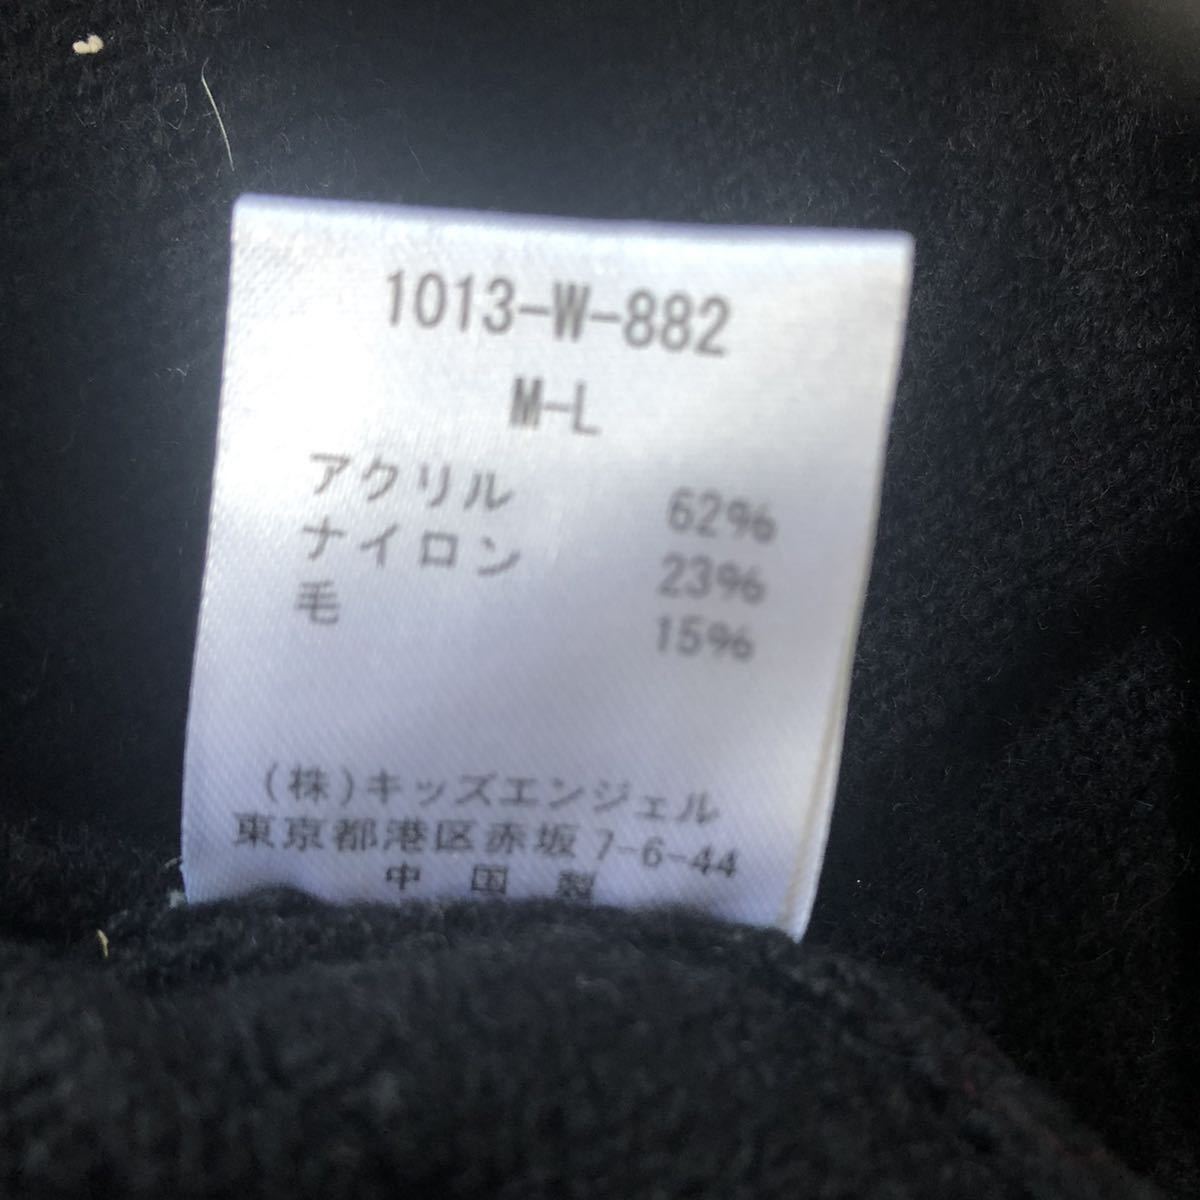 1013-W-882
M-L
アクリル 62%
ナイロン 23%
毛 15%
(株)キッズエンジェル
東京都港区赤坂7-6-44
中国製